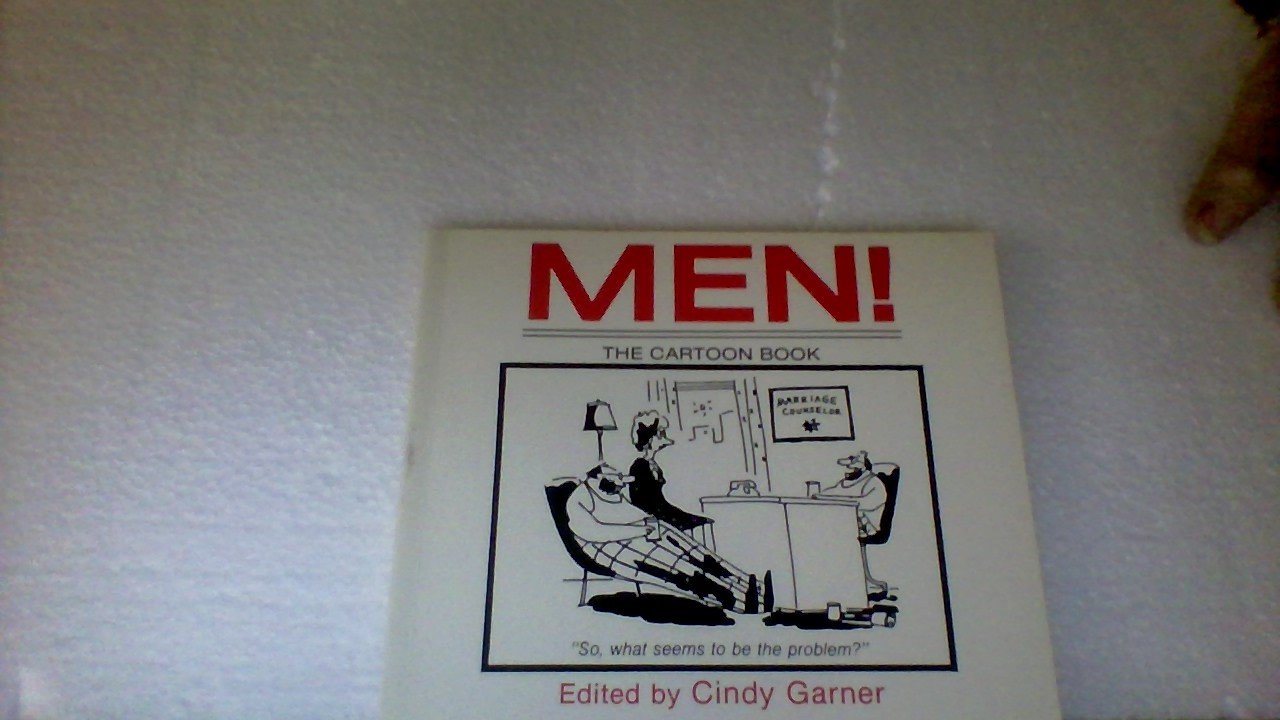 MEN!
THE CARTOON BOOK
MARRIAGE
COUNSELOR
"So, what seems to be the problem?"
Edited by Cindy Garner